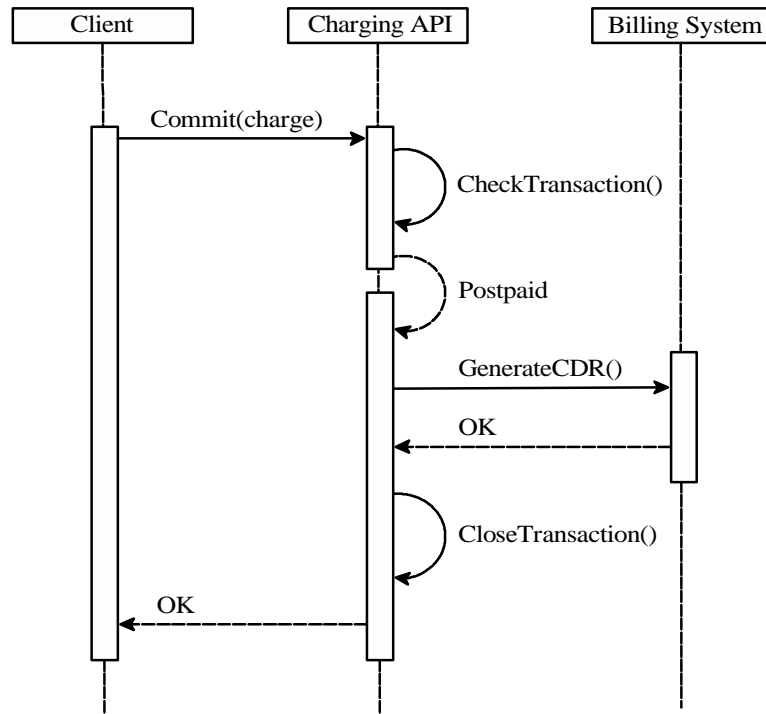 Client
Charging API
Billing System
Commit(charge)
CheckTransaction()
Postpaid
GenerateCDR()
OK
CloseTransaction()
OK